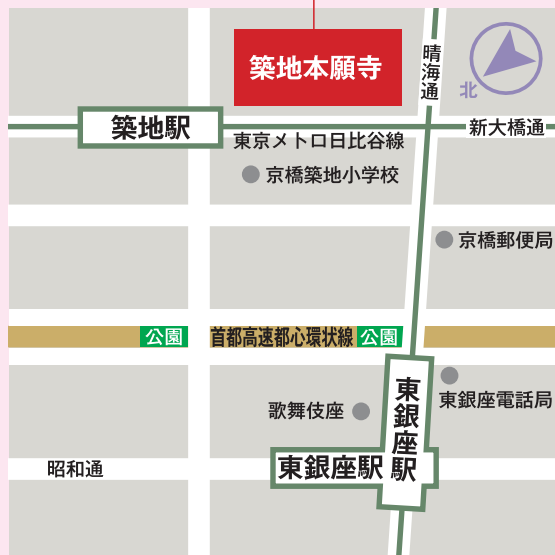 築地本願寺
晴海通
北
築地駅
新大橋通
東京メトロ日比谷線
京橋築地小学校
京橋郵便局
公園
首都高速都心環状線
公園
東銀座駅
東銀座電話局
歌舞伎座
東銀座駅
昭和通